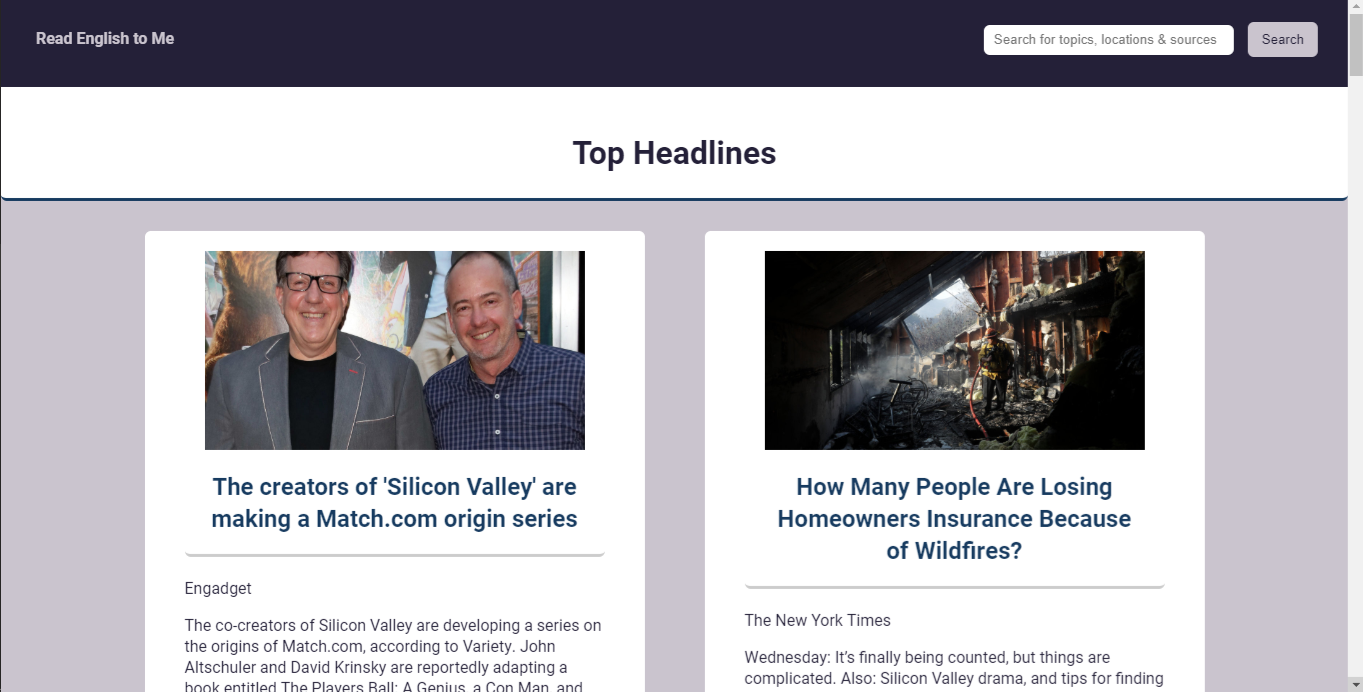 Read English to Me
Search for topics, locations & sources
Search
Top Headlines
The creators of 'Silicon Valley' are
making a Match.com origin series
Engadget
The co-creators of Silicon Valley are developing a series on
the origins of Match.com, according to Variety. John
Altschuler and David Krinsky are reportedly adapting a
book entitled The Players Ball: A Genius, a Con Man, and
How Many People Are Losing
Homeowners Insurance Because
of Wildfires?
The New York Times
Wednesday: It’s finally being counted, but things are
complicated. Also: Silicon Valley drama, and tips for finding